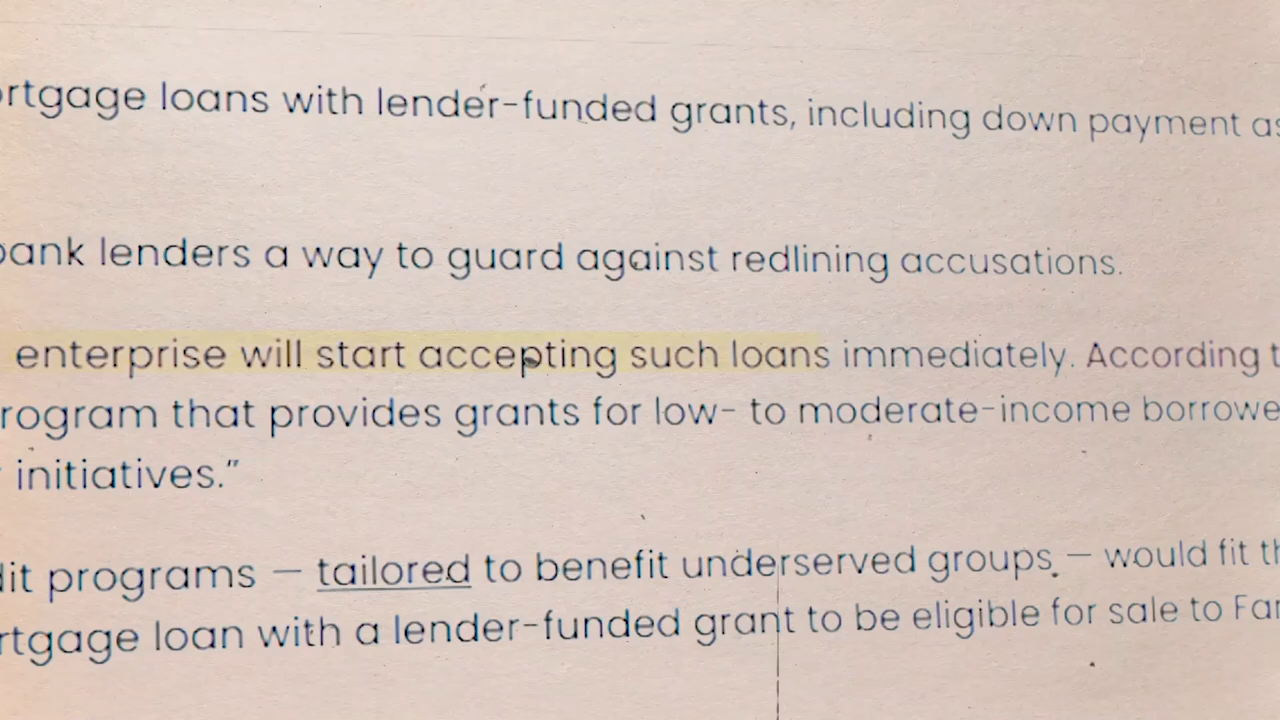 ortgage loans with lender-funded grants, including down payment as
bank lenders a way to guard against redlining accusations.
enterprise will start accepting such loans immediately. According t
rogram that provides grants for low- to moderate-income borrowe
initiatives.”
dit programs — tailored to benefit underserved groups — would fit th
rtgage loan with a lender-funded grant to be eligible for sale to Fan